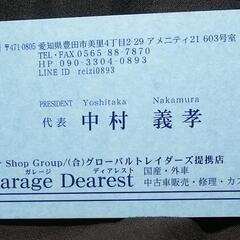 〒471-0805 愛知県豊田市美里4丁目2-29 アメニティ21 603号室
TEL・FAX 0565-88-7870
HP 090-3304-0893
LINE ID reizi0893
PRESIDENT Yoshitaka Nakamura
代表 中村 義孝
Shop Group/(合)グローバルトレイダーズ提携店
ガレージ ディアレスト
arage Dearest 国産・外車
中古車販売・修理・カス